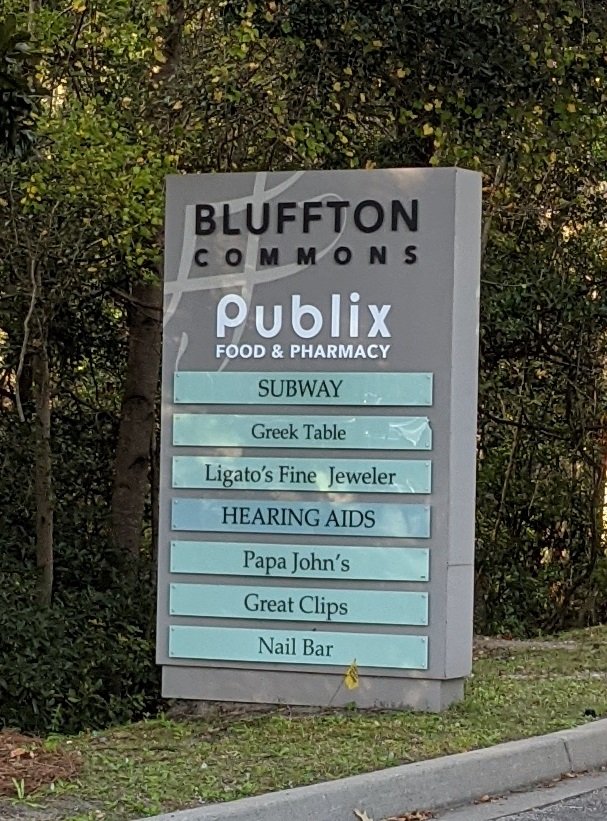 BLUFFTON
COMMONS
Publix
FOOD & PHARMACY
SUBWAY
Greek Table
Ligato's Fine Jeweler
HEARING AIDS
Papa John's
Great Clips
Nail Bar